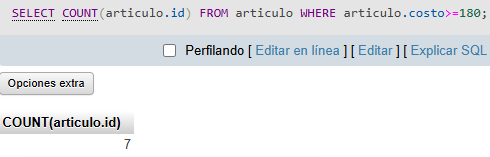 SELECT COUNT(articulo.id) FROM articulo WHERE articulo.costo>=180;
Perfilando [ Editar en línea ] [ Editar ] [ Explicar SQL
Opciones extra
COUNT(articulo.id)
7